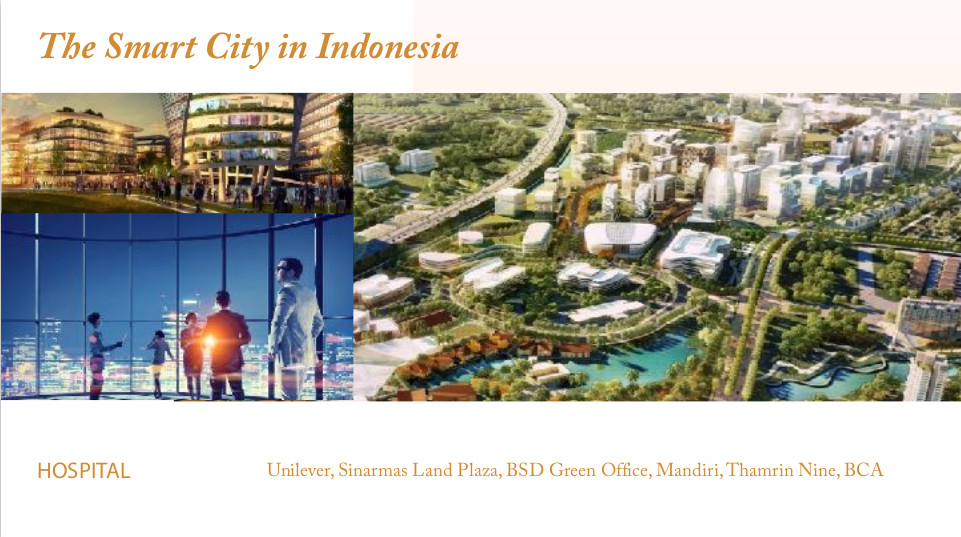 The Smart City in Indonesia
HOSPITAL
Unilever, Sinarmas Land Plaza, BSD Green Office, Mandiri, Thamrin Nine, BCA